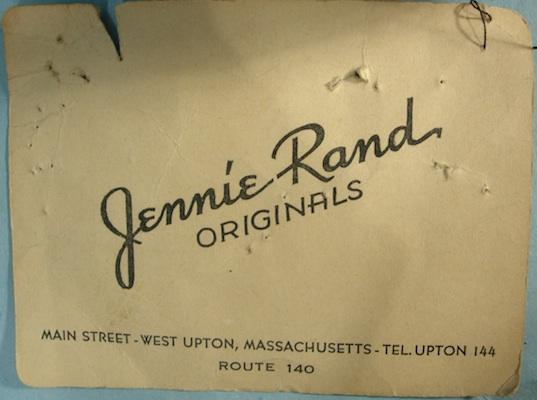 Jennie Rand
ORIGINALS
MAIN STREET - WEST UPTON, MASSACHUSETTS - TEL. UPTON 144
ROUTE 140